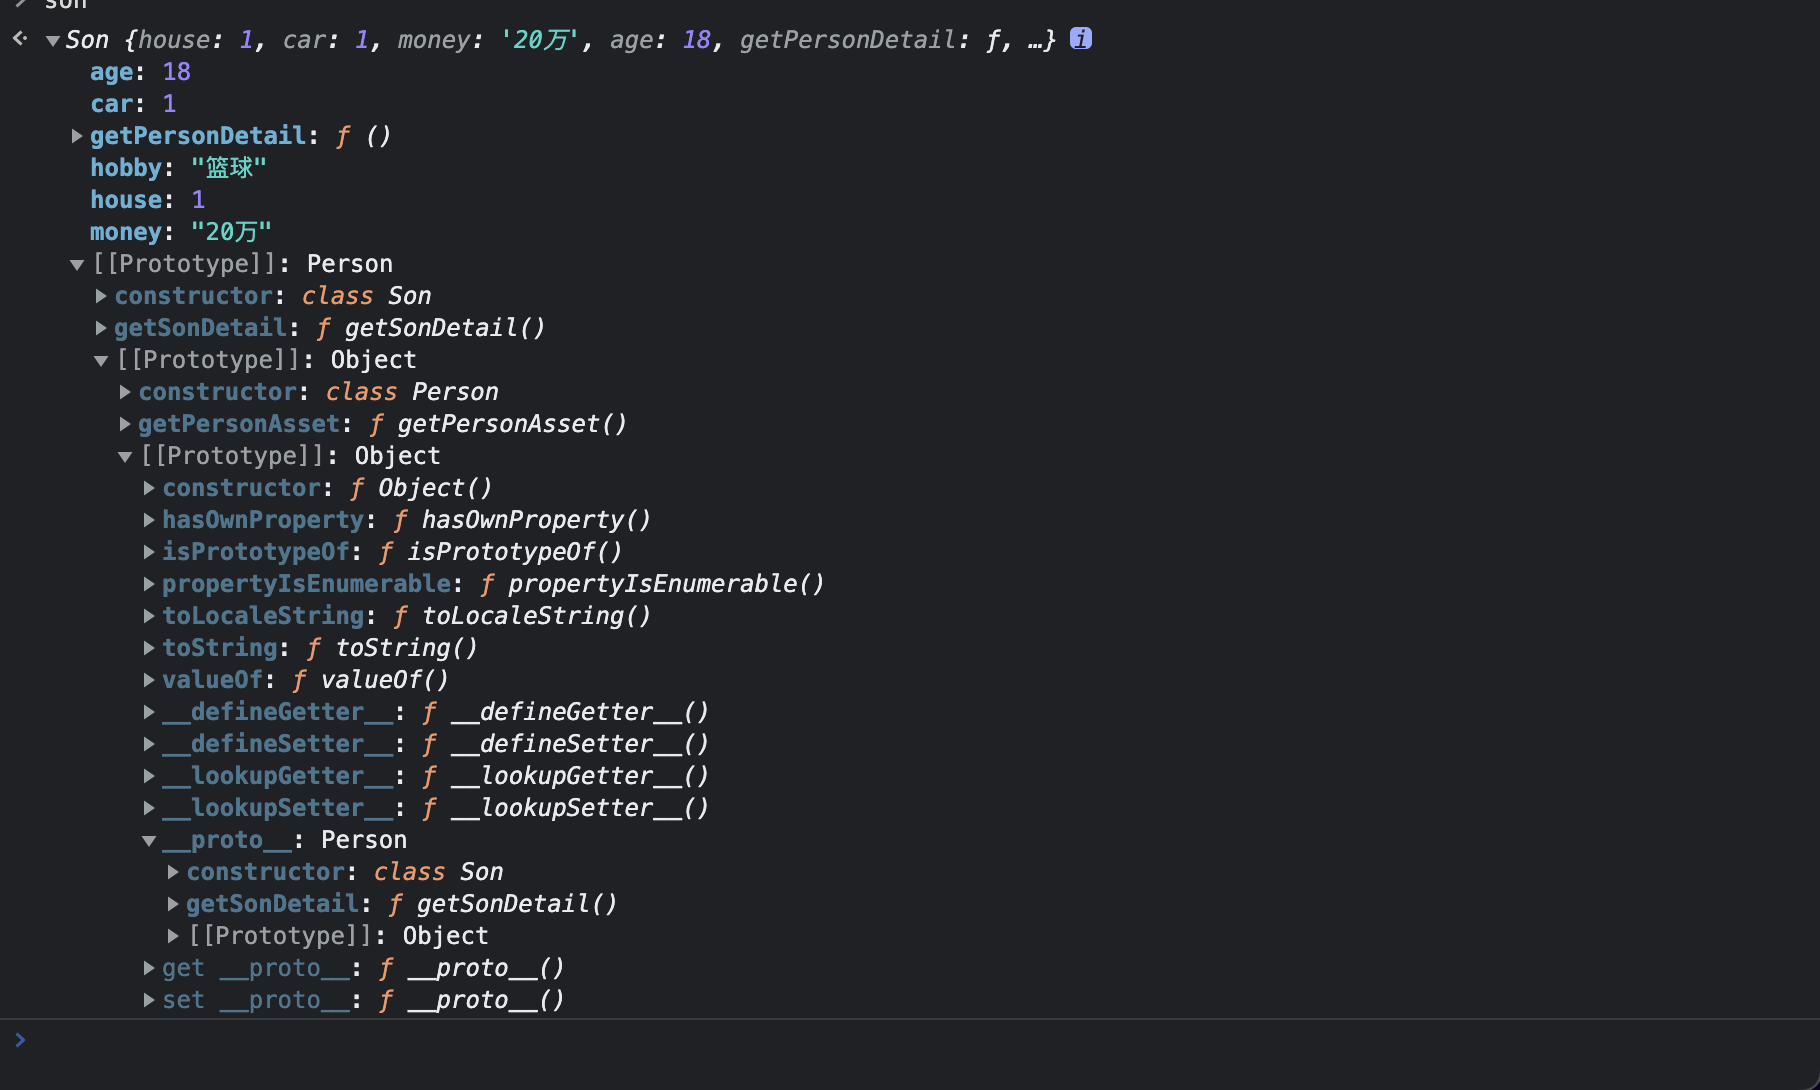 son
Son {house: 1, car: 1, money: '20万', age: 18, getPersonDetail: ƒ, …} i
age: 18
car: 1
getPersonDetail: ƒ ()
hobby: "篮球"
house: 1
money: "20万"
[[Prototype]]: Person
constructor: class Son
getSonDetail: ƒ getSonDetail()
[[Prototype]]: Object
constructor: class Person
getPersonAsset: ƒ getPersonAsset()
[[Prototype]]: Object
constructor: ƒ Object()
hasOwnProperty: ƒ hasOwnProperty()
isPrototypeOf: ƒ isPrototypeOf()
propertyIsEnumerable: ƒ propertyIsEnumerable()
toLocaleString: ƒ toLocaleString()
toString: ƒ toString()
valueOf: ƒ valueOf()
__defineGetter__: ƒ __defineGetter__()
__defineSetter__: ƒ __defineSetter__()
__lookupGetter__: ƒ __lookupGetter__()
__lookupSetter__: ƒ __lookupSetter__()
__proto__: Person
constructor: class Son
getSonDetail: ƒ getSonDetail()
[[Prototype]]: Object
get __proto__: ƒ __proto__()
set __proto__: ƒ __proto__()